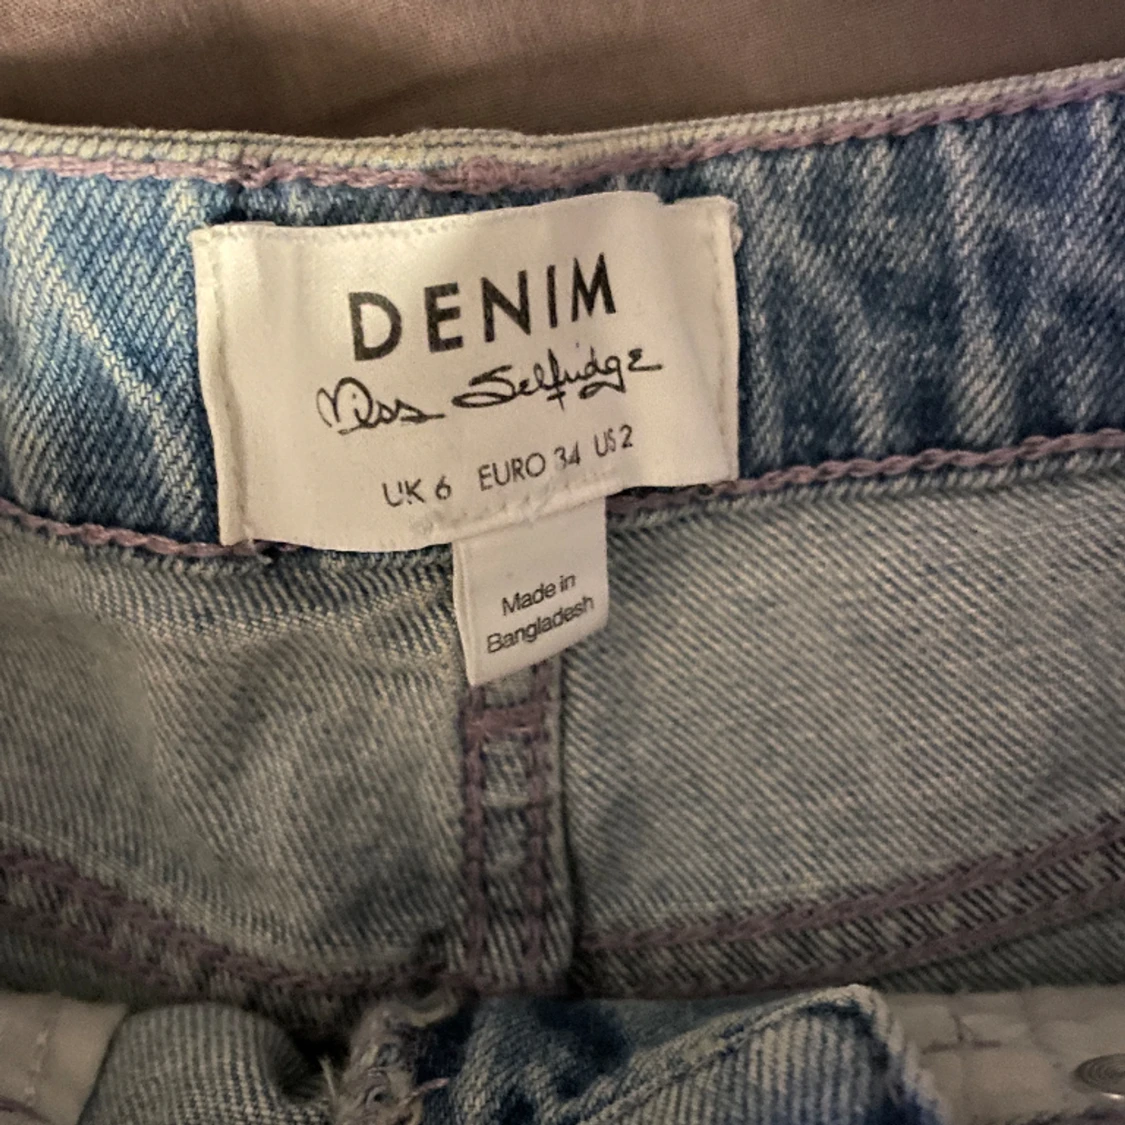 DENIM
Miss Selfridge
UK 6 EURO 34 US 2
Made in
Bangladesh